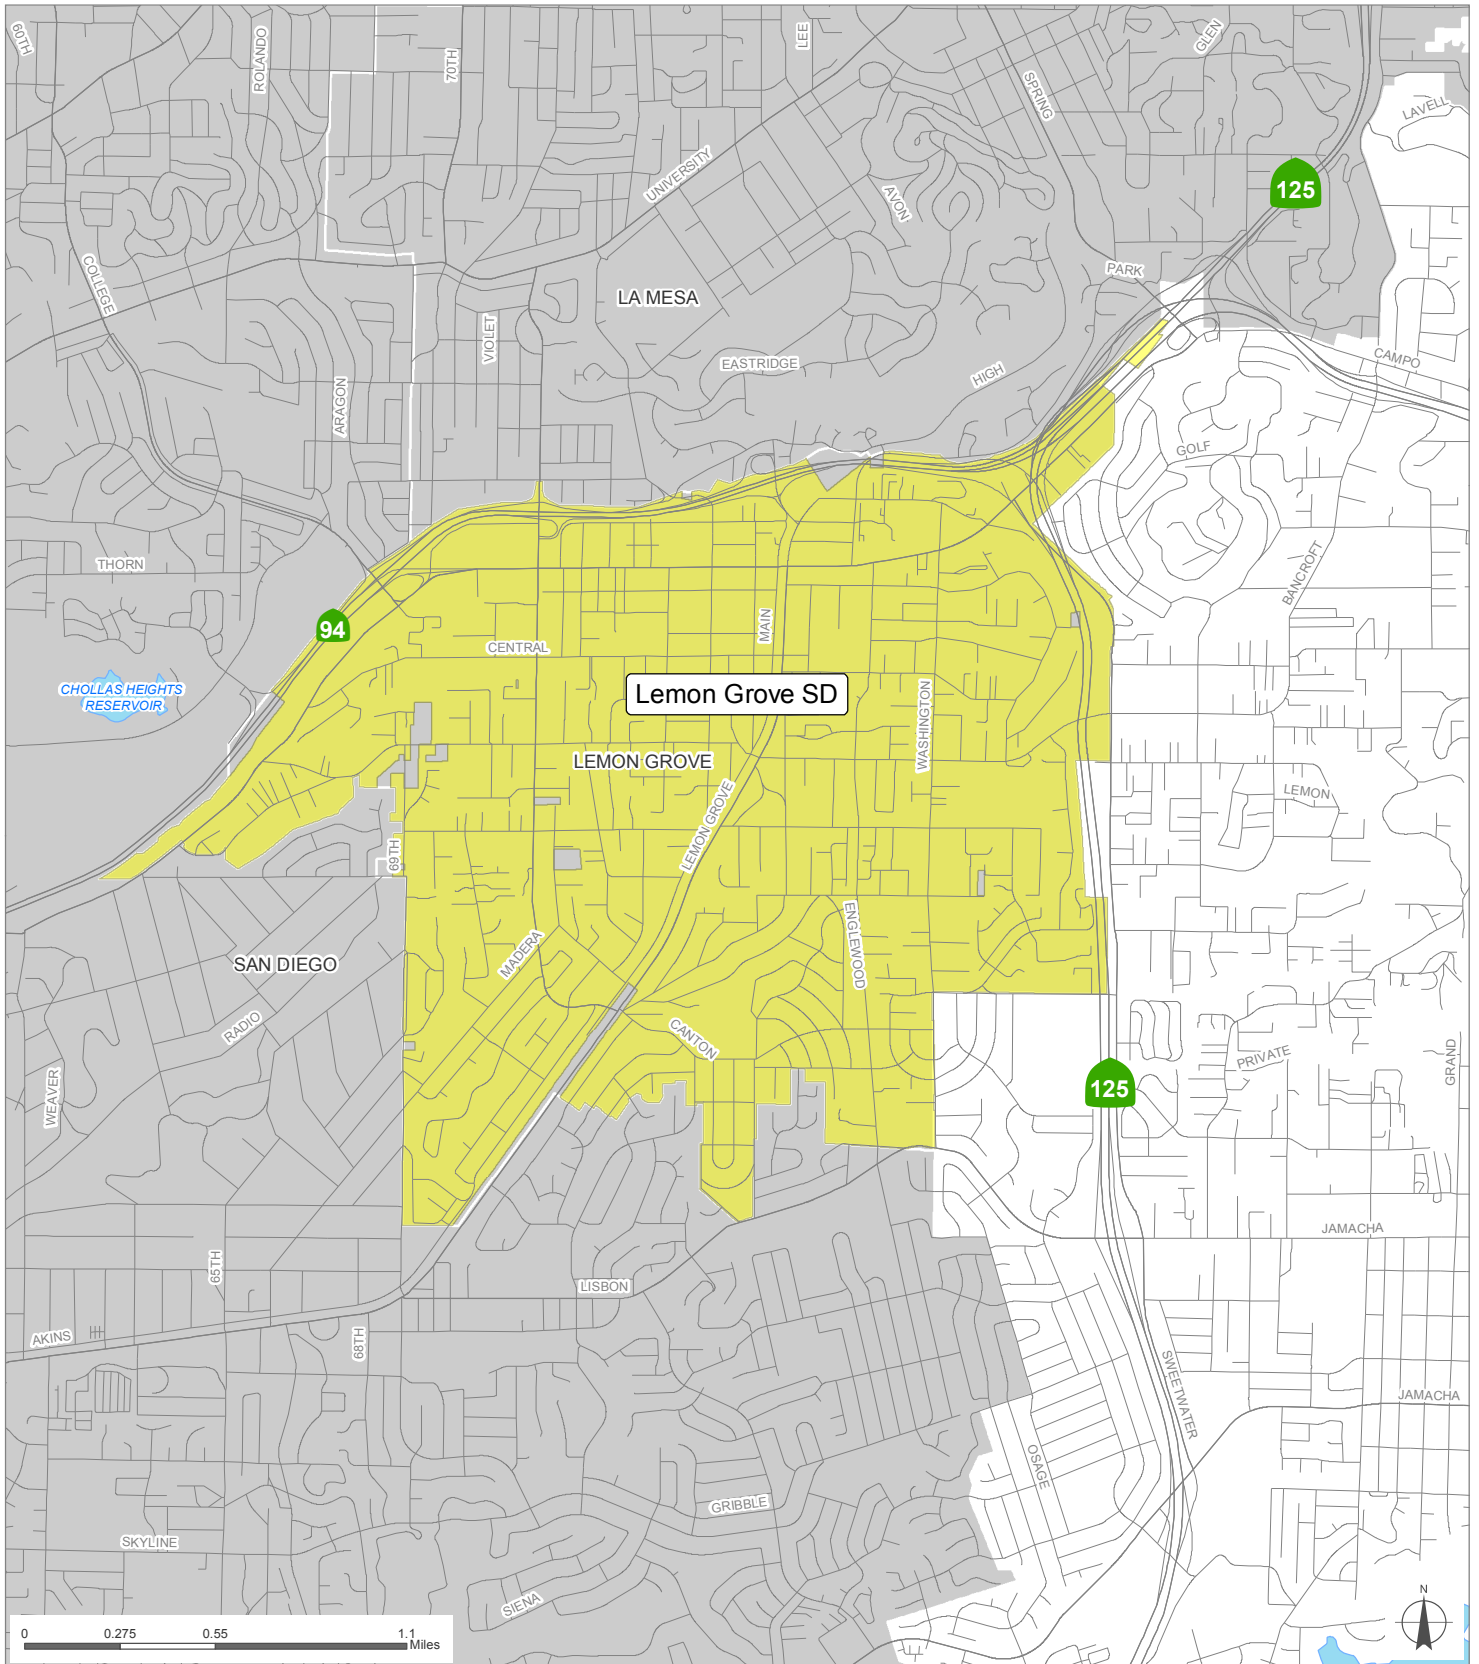 60TH
ROLANDO
70TH
LEE
SPRING
GLEN
LAVELL
UNIVERSITY
AVON
125
COLLEGE
PARK
LA MESA
VIOLET
EASTRIDGE
HIGH
CAMPO
ARAGON
GOLF
THORN
BANCROFT
94
CENTRAL
MAIN
CHOLLAS HEIGHTS
RESERVOIR
Lemon Grove SD
WASHINGTON
LEMON GROVE
LEMON
LEMON GROVE
69TH
MADERA
ENGLEWOOD
SAN DIEGO
RADIO
CANTON
PRIVATE
GRAND
WEAVER
125
JAMACHA
65TH
LISBON
AKINS
68TH
SWEETWATER
JAMACHA
OSAGE
GRIBBLE
SKYLINE
SIENA
N
0 0.275 0.55 1.1
Miles